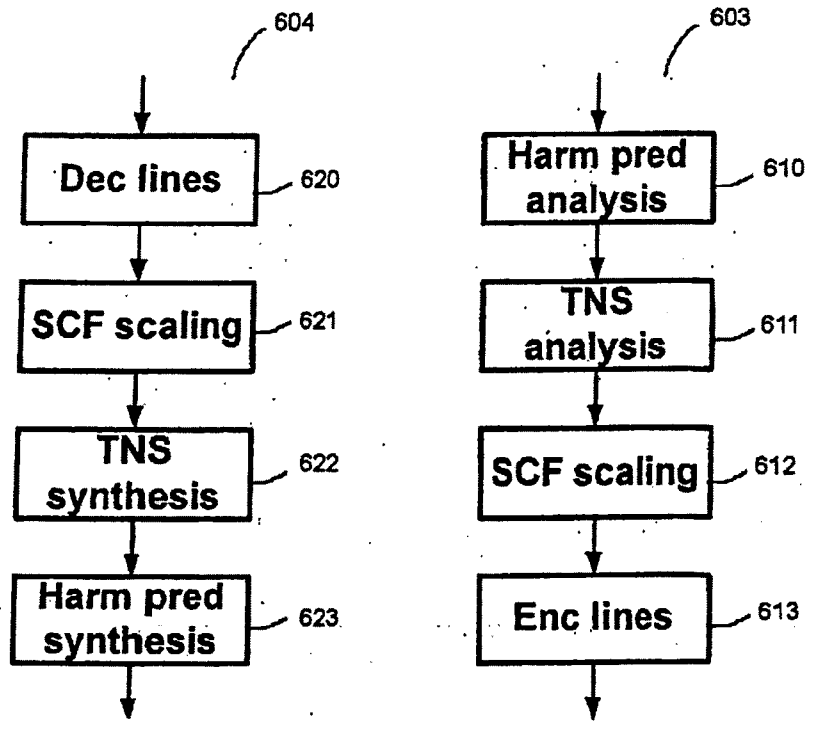 604
Dec lines
620
SCF scaling
621
TNS
synthesis
622
Harm pred
synthesis
623
603
Harm pred
analysis
610
TNS
analysis
611
SCF scaling
612
Enc lines
613